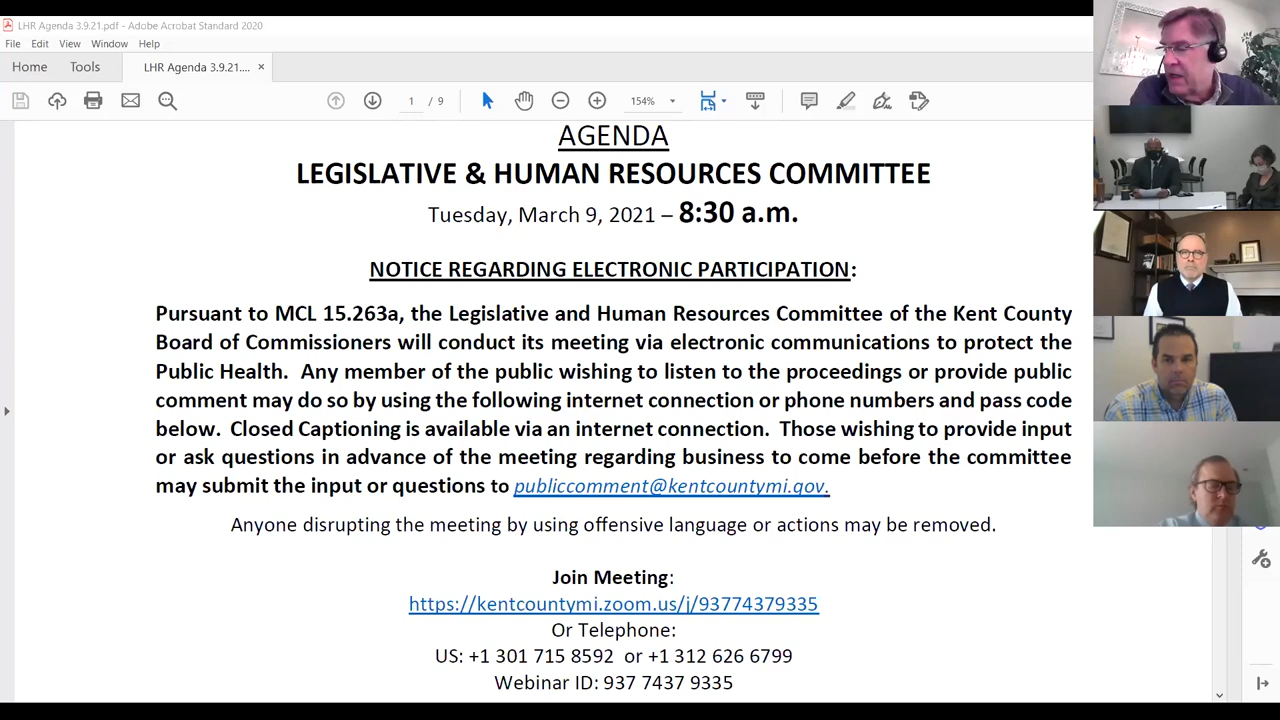 LHR Agenda 3.9.21.pdf - Adobe Acrobat Standard 2020
File Edit View Window Help
Home Tools LHR Agenda 3.9.21.... ×
1 / 9 154%
AGENDA
LEGISLATIVE & HUMAN RESOURCES COMMITTEE
Tuesday, March 9, 2021 – 8:30 a.m.
NOTICE REGARDING ELECTRONIC PARTICIPATION:
Pursuant to MCL 15.263a, the Legislative and Human Resources Committee of the Kent County
Board of Commissioners will conduct its meeting via electronic communications to protect the
Public Health. Any member of the public wishing to listen to the proceedings or provide public
comment may do so by using the following internet connection or phone numbers and pass code
below. Closed Captioning is available via an internet connection. Those wishing to provide input
or ask questions in advance of the meeting regarding business to come before the committee
may submit the input or questions to publiccomment@kentcountymi.gov.
Anyone disrupting the meeting by using offensive language or actions may be removed.
Join Meeting:
https://kentcountymi.zoom.us/j/93774379335
Or Telephone:
US: +1 301 715 8592 or +1 312 626 6799
Webinar ID: 937 7437 9335